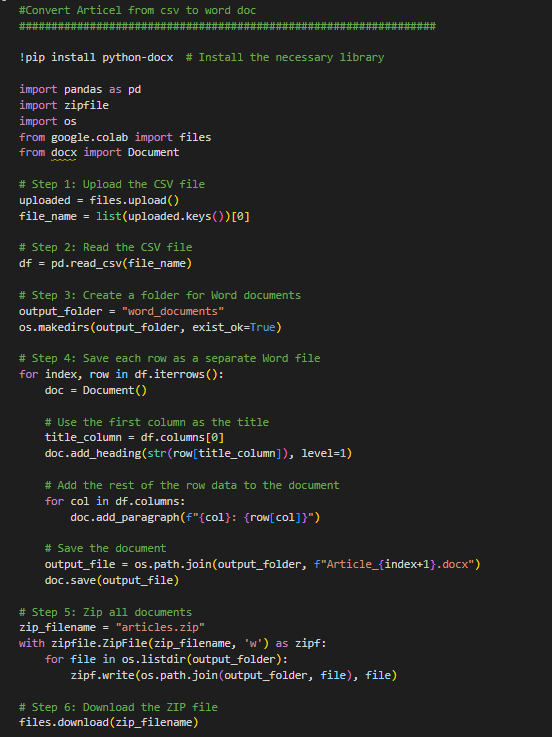 #Convert Articel from csv to word doc
#################################################################
!pip install python-docx  # Install the necessary library
import pandas as pd
import zipfile
import os
from google.colab import files
from docx import Document
# Step 1: Upload the CSV file
uploaded = files.upload()
file_name = list(uploaded.keys())[0]
# Step 2: Read the CSV file
df = pd.read_csv(file_name)
# Step 3: Create a folder for Word documents
output_folder = "word_documents"
os.makedirs(output_folder, exist_ok=True)
# Step 4: Save each row as a separate Word file
for index, row in df.iterrows():
    doc = Document()
    # Use the first column as the title
    title_column = df.columns[0]
    doc.add_heading(str(row[title_column]), level=1)
    # Add the rest of the row data to the document
    for col in df.columns:
        doc.add_paragraph(f"{col}: {row[col]}")
    # Save the document
    output_file = os.path.join(output_folder, f"Article_{index+1}.docx")
    doc.save(output_file)
# Step 5: Zip all documents
zip_filename = "articles.zip"
with zipfile.ZipFile(zip_filename, 'w') as zipf:
    for file in os.listdir(output_folder):
        zipf.write(os.path.join(output_folder, file), file)
# Step 6: Download the ZIP file
files.download(zip_filename)